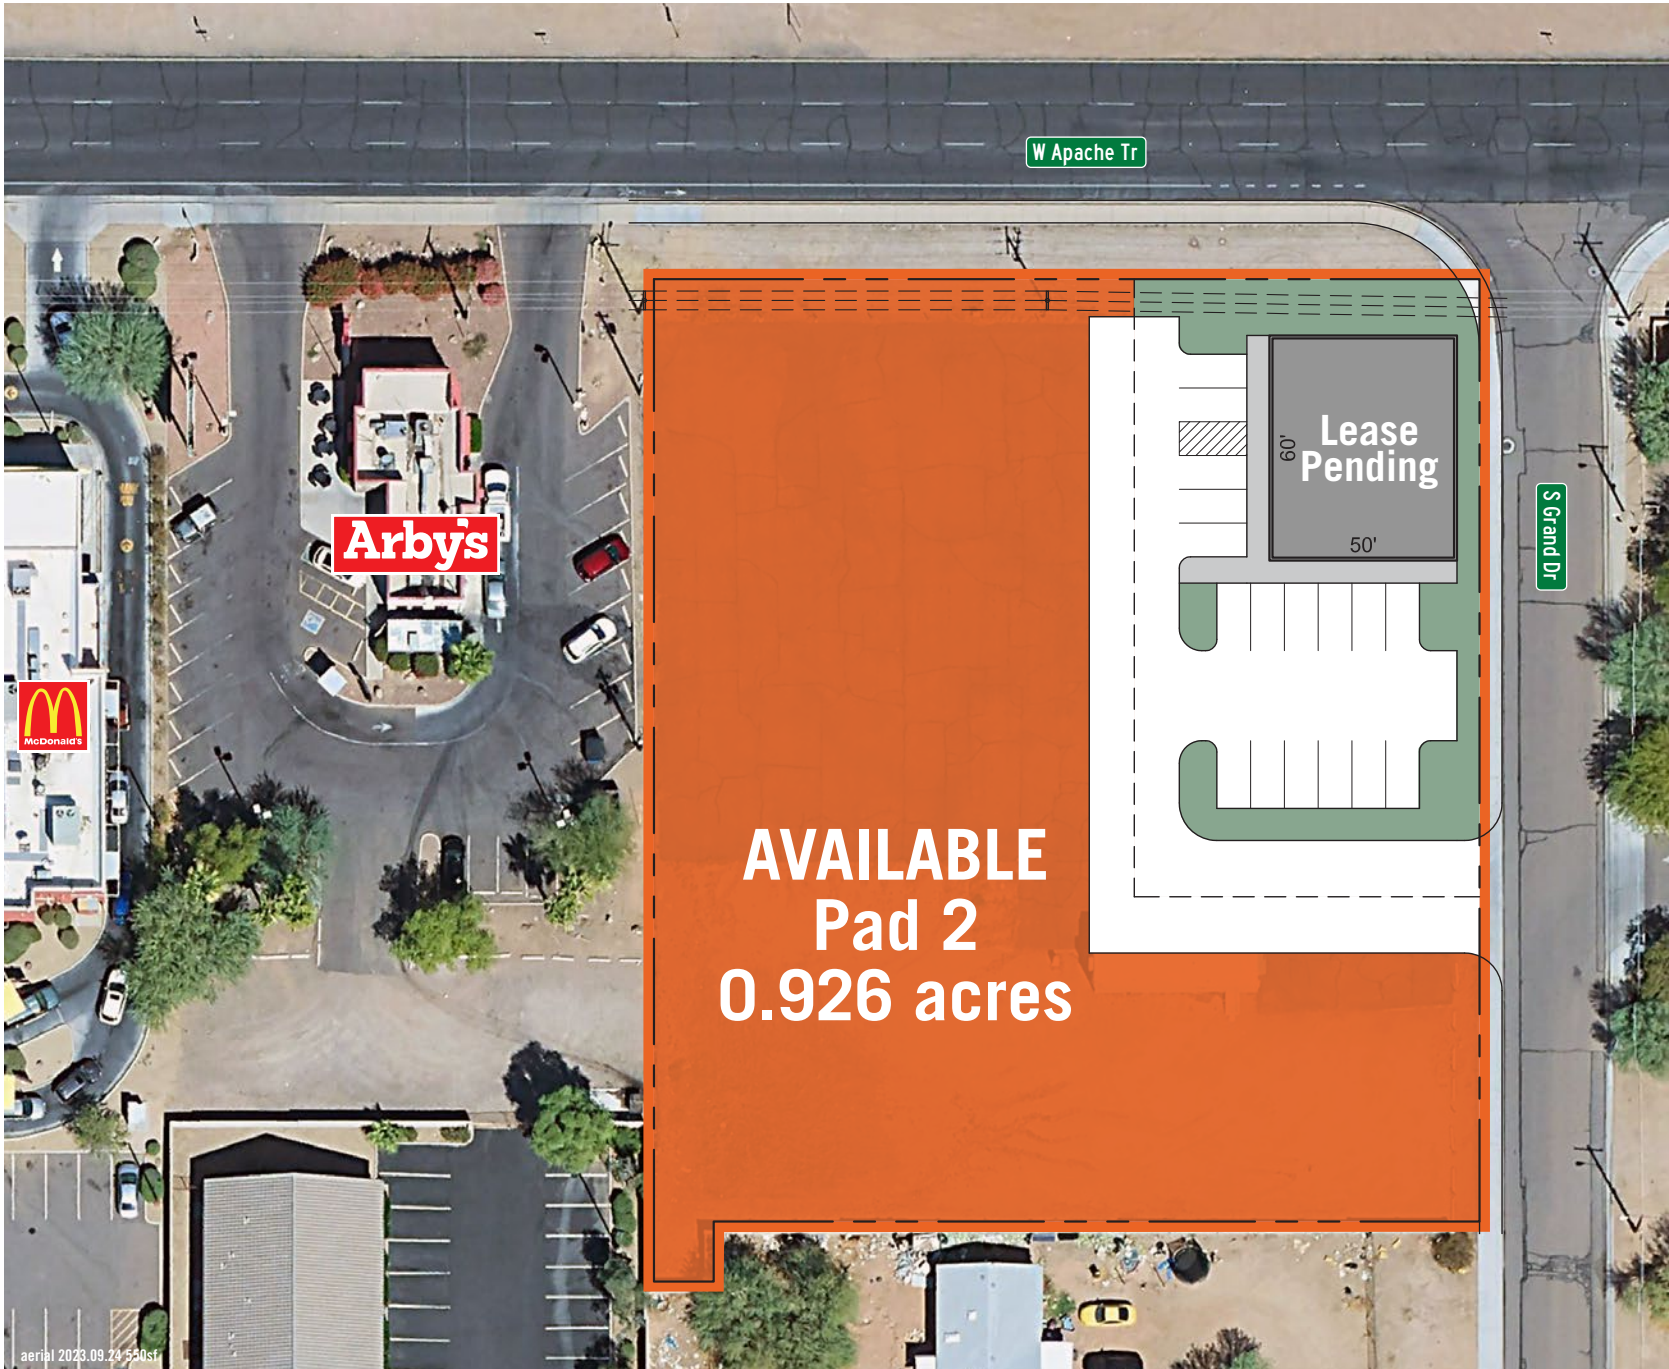 W Apache Tr
Lease
Pending
60'
50'
S Grand Dr
Arby's
McDonald's
AVAILABLE
Pad 2
0.926 acres
aerial 2023.09.24 550sf